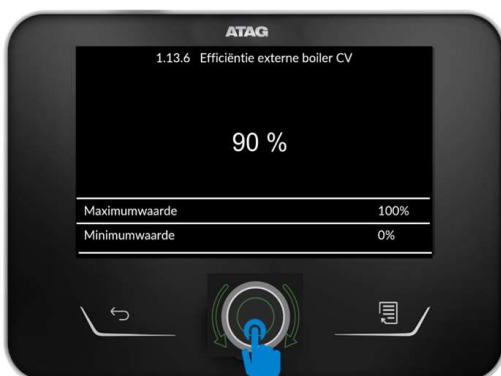 ATAG
1.13.6 Efficiëntie externe boiler CV
90 %
Maximumwaarde 100%
Minimumwaarde 0%